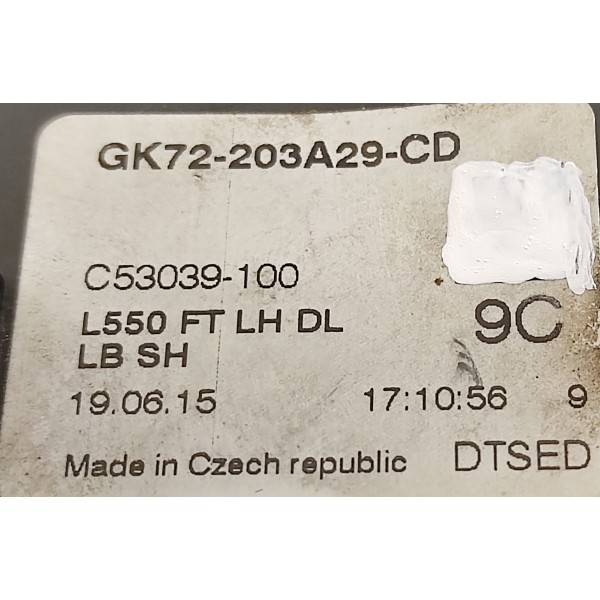 GK72-203A29-CD
C53039-100
L550 FT LH DL 9C
LB SH
19.06.15 17:10:56 9
Made in Czech republic DTSED